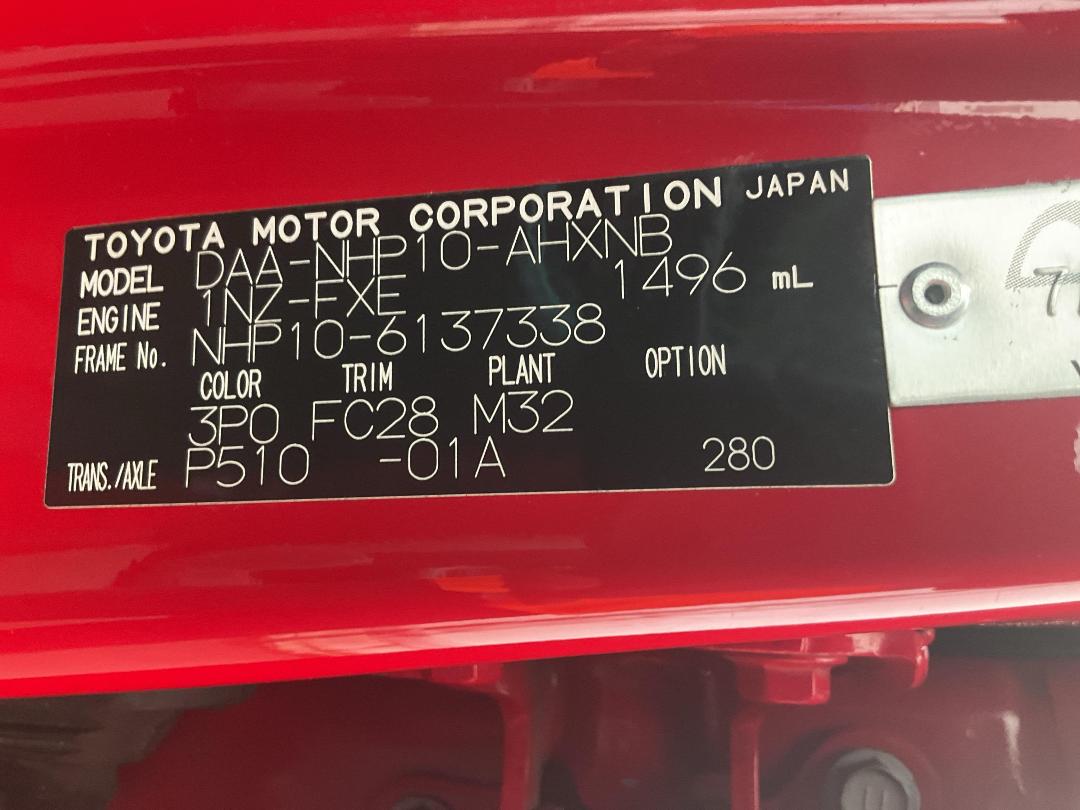 TOYOTA MOTOR CORPORATION JAPAN
MODEL DAA-NHP10-AHXNB
ENGINE 1NZ-FXE 1496 mL
FRAME No. NHP10-6137338
COLOR TRIM PLANT OPTION
3P0 FC28 M32
TRANS./AXLE P510 -01A 280